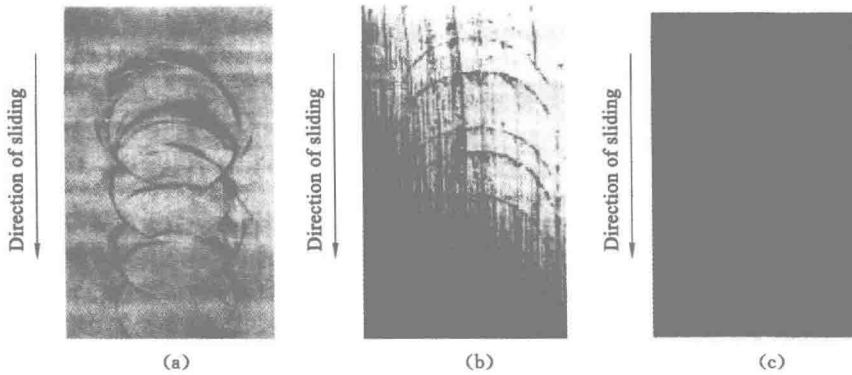 Direction of sliding
(a)
Direction of sliding
(b)
Direction of sliding
(c)